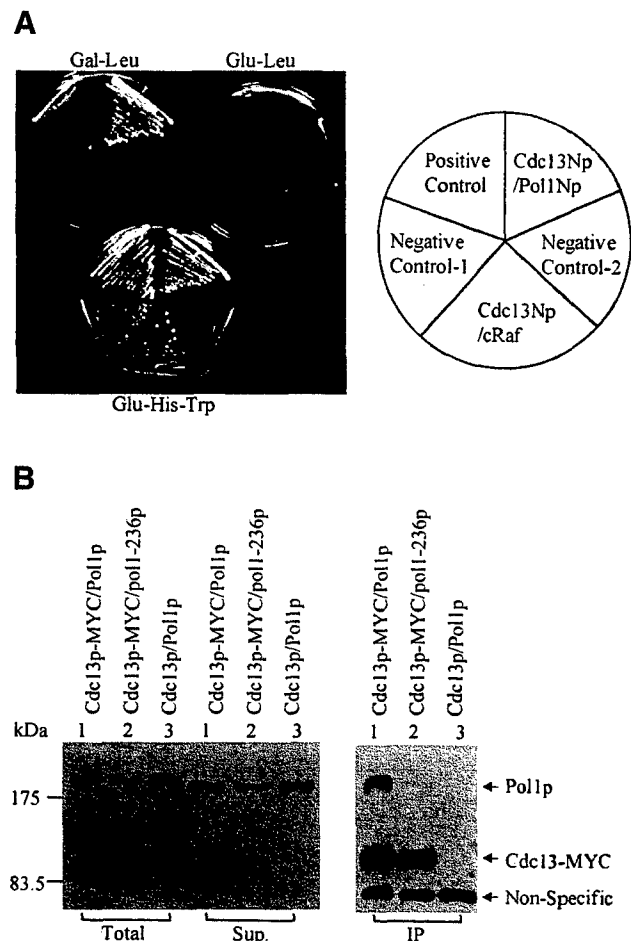 A
Gal-Leu
Glu-Leu
Glu-His-Trp
Positive
Control
Cdc13Np
/Pol1Np
Negative
Control-1
Negative
Control-2
Cdc13Np
/cRaf
B
Cdc13p-MYC/Pol1p
Cdc13p-MYC/pol1-236p
Cdc13p/Pol1p
Cdc13p-MYC/Pol1p
Cdc13p-MYC/pol1-236p
Cdc13p/Pol1p
Cdc13p-MYC/Pol1p
Cdc13p-MYC/pol1-236p
Cdc13p/Pol1p
kDa 1 2 3 1 2 3 1 2 3
175
83.5
Pol1p
Cdc13-MYC
Non-Specific
Total Sup. IP